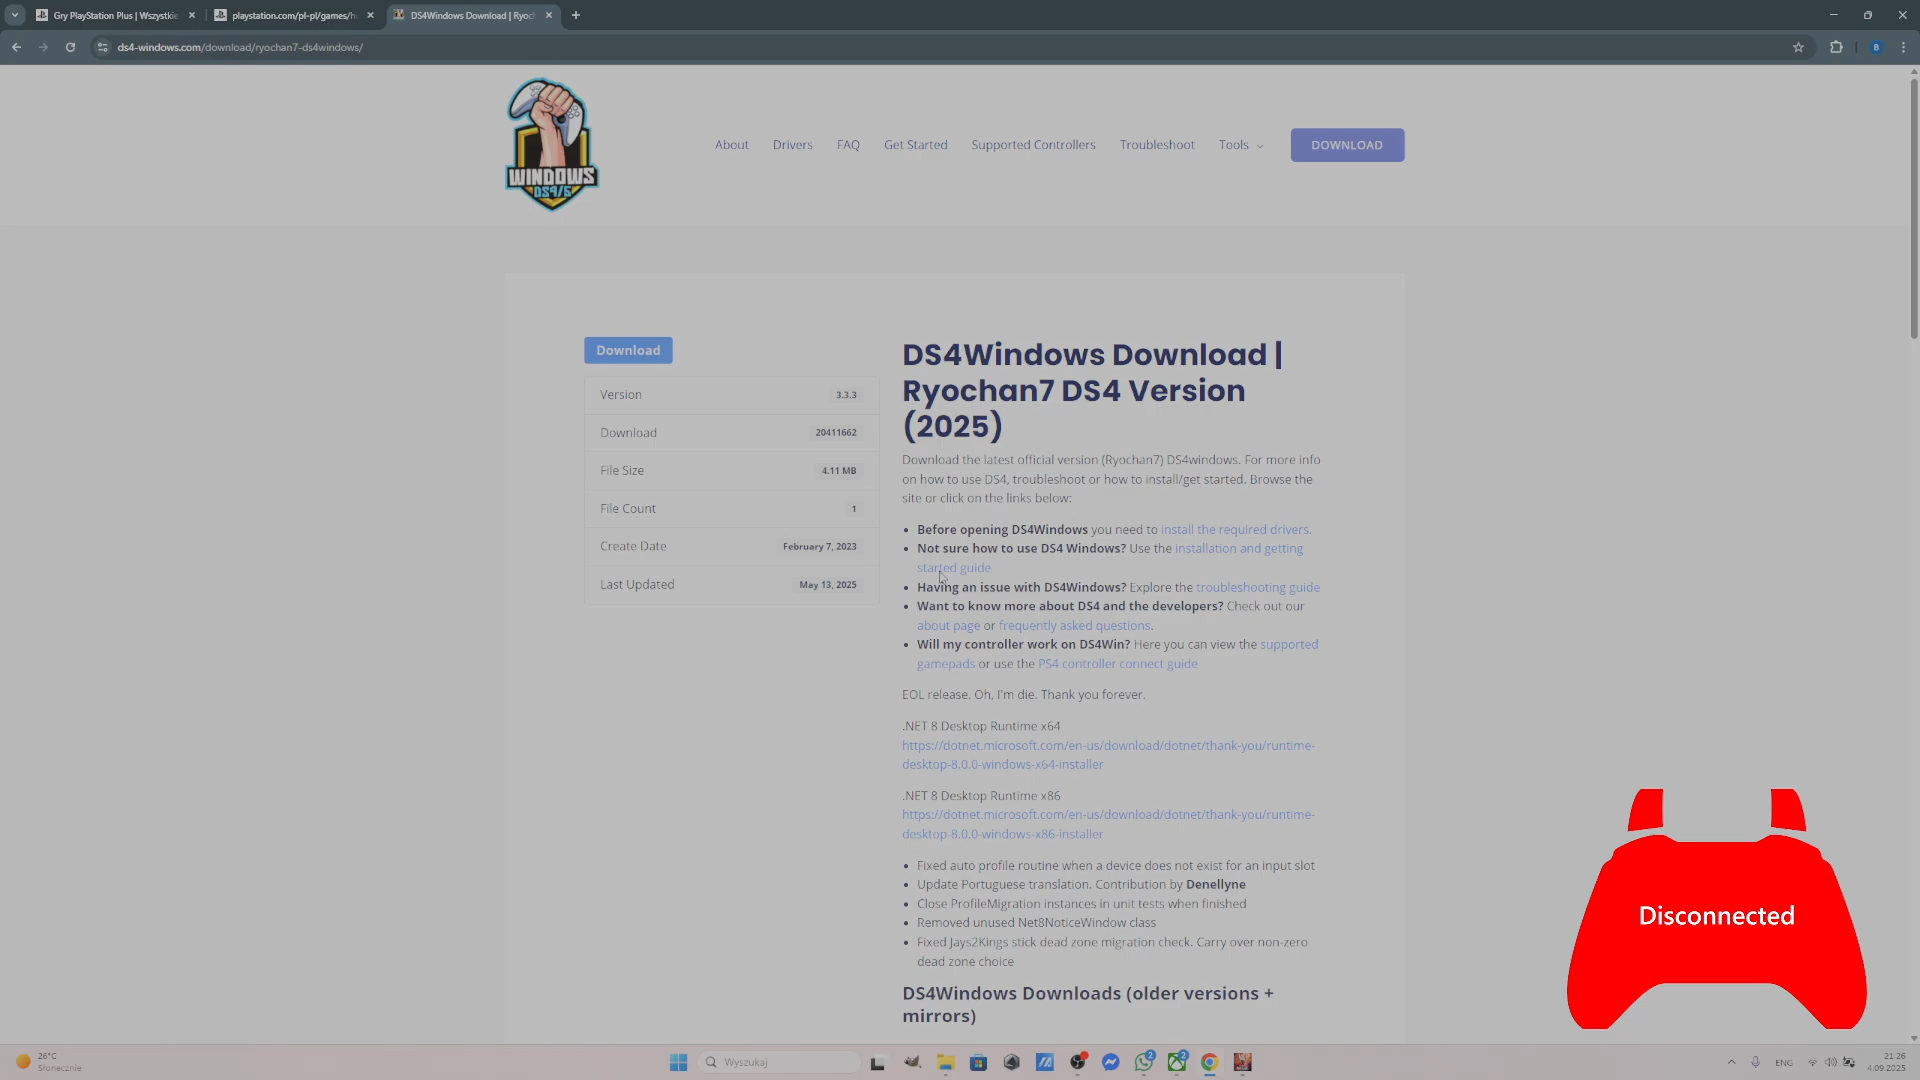 Gry PlayStation Plus | Wszystkie
playstation.com/pl-pl/games/h
DS4Windows Download | Ryoc
ds4-windows.com/download/ryochan7-ds4windows/
B
WINDOWS
DS4/5
About
Drivers
FAQ
Get Started
Supported Controllers
Troubleshoot
Tools
DOWNLOAD
Download
Version 3.3.3
Download 20411662
File Size 4.11 MB
File Count 1
Create Date February 7, 2023
Last Updated May 13, 2025
DS4Windows Download |
Ryochan7 DS4 Version
(2025)
Download the latest official version (Ryochan7) DS4windows. For more info
on how to use DS4, troubleshoot or how to install/get started. Browse the
site or click on the links below:
Before opening DS4Windows you need to install the required drivers.
Not sure how to use DS4 Windows? Use the installation and getting
started guide
Having an issue with DS4Windows? Explore the troubleshooting guide
Want to know more about DS4 and the developers? Check out our
about page or frequently asked questions.
Will my controller work on DS4Win? Here you can view the supported
gamepads or use the PS4 controller connect guide
EOL release. Oh, I'm die. Thank you forever.
.NET 8 Desktop Runtime x64
https://dotnet.microsoft.com/en-us/download/dotnet/thank-you/runtime-
desktop-8.0.0-windows-x64-installer
.NET 8 Desktop Runtime x86
https://dotnet.microsoft.com/en-us/download/dotnet/thank-you/runtime-
desktop-8.0.0-windows-x86-installer
Fixed auto profile routine when a device does not exist for an input slot
Update Portuguese translation. Contribution by Denellyne
Close ProfileMigration instances in unit tests when finished
Removed unused Net8NoticeWindow class
Fixed Jays2Kings stick dead zone migration check. Carry over non-zero
dead zone choice
DS4Windows Downloads (older versions +
mirrors)
Disconnected
26°C
Słonecznie
Wyszukaj
2
2
ENG
21:26
4.09.2025